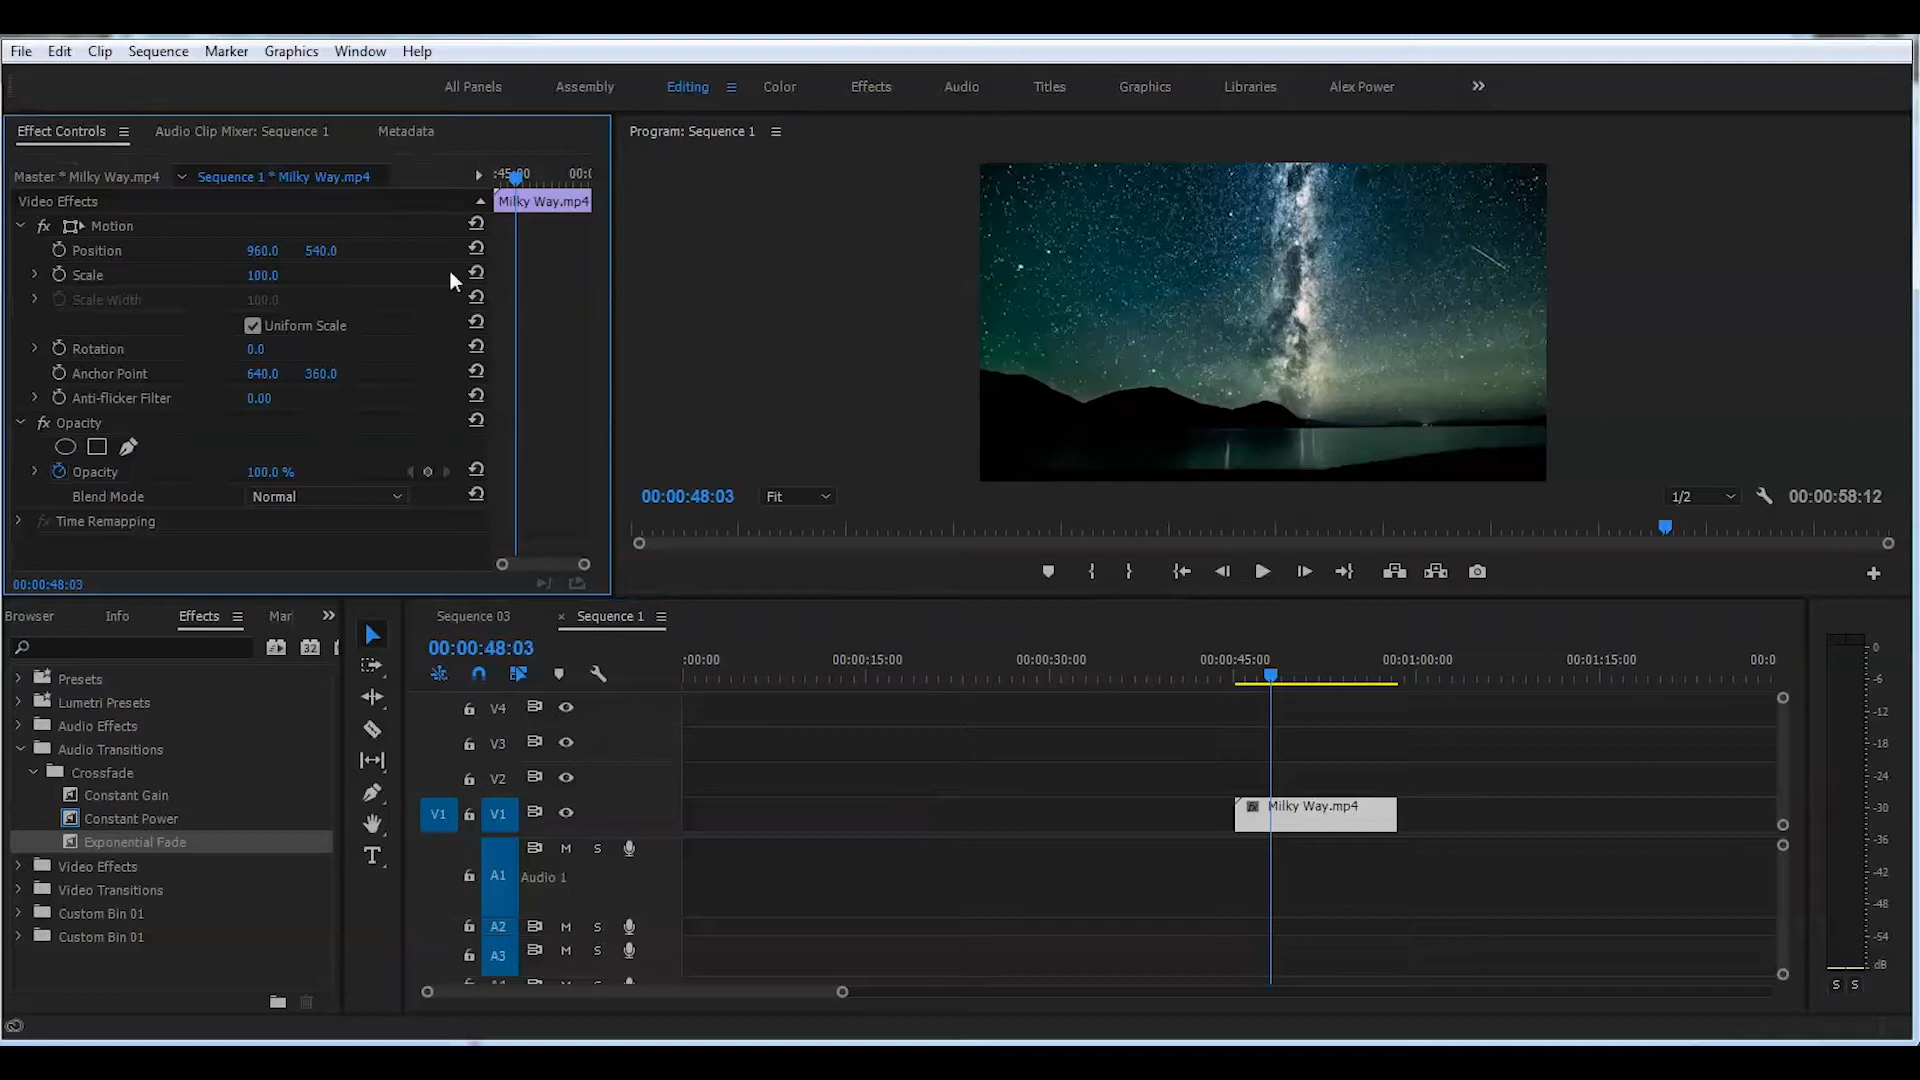 File Edit Clip Sequence Marker Graphics Window Help
All Panels Assembly Editing Color Effects Audio Titles Graphics Libraries Alex Power
Effect Controls Audio Clip Mixer: Sequence 1 Metadata
Program: Sequence 1
Master * Milky Way.mp4 Sequence 1 * Milky Way.mp4
:45:00 00:(
Video Effects
Milky Way.mp4
fx Motion
Position 960.0 540.0
Scale 100.0
Scale Width 100.0
Uniform Scale
Rotation 0.0
Anchor Point 640.0 360.0
Anti-flicker Filter 0.00
fx Opacity
Opacity 100.0 %
Blend Mode Normal
fx Time Remapping
00:00:48:03
00:00:48:03 Fit 1/2 00:00:58:12
Browser Info Effects Mar
32
Presets
Lumetri Presets
Audio Effects
Audio Transitions
Crossfade
Constant Gain
Constant Power
Exponential Fade
Video Effects
Video Transitions
Custom Bin 01
Custom Bin 01
Sequence 03 × Sequence 1
00:00:48:03
:00:00 00:00:15:00 00:00:30:00 00:00:45:00 00:01:00:00 00:01:15:00 00:0
V4
V3
V2
V1 V1 fx Milky Way.mp4
M S
A1 Audio 1
A2 M S
A3 M S
0
-6
-12
-18
-24
-30
-36
-42
-48
-54
dB
S S